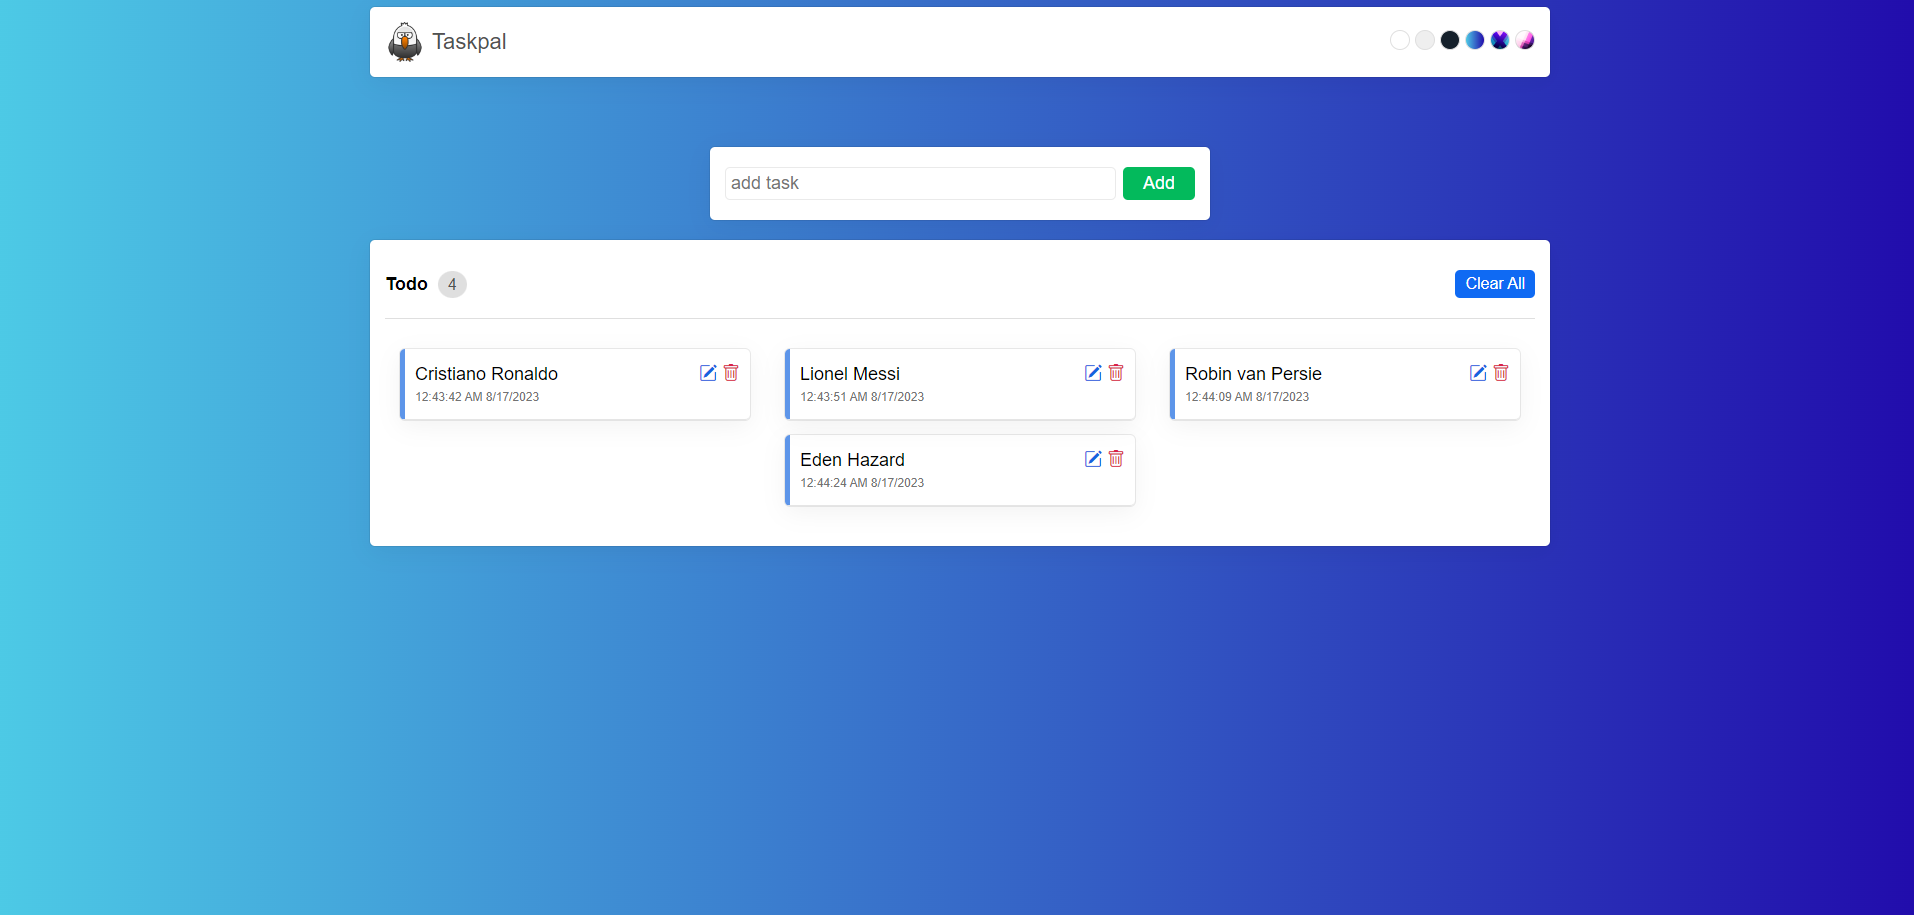 Taskpal
add task
Add
Todo 4
Clear All
Cristiano Ronaldo
12:43:42 AM 8/17/2023
Lionel Messi
12:43:51 AM 8/17/2023
Robin van Persie
12:44:09 AM 8/17/2023
Eden Hazard
12:44:24 AM 8/17/2023